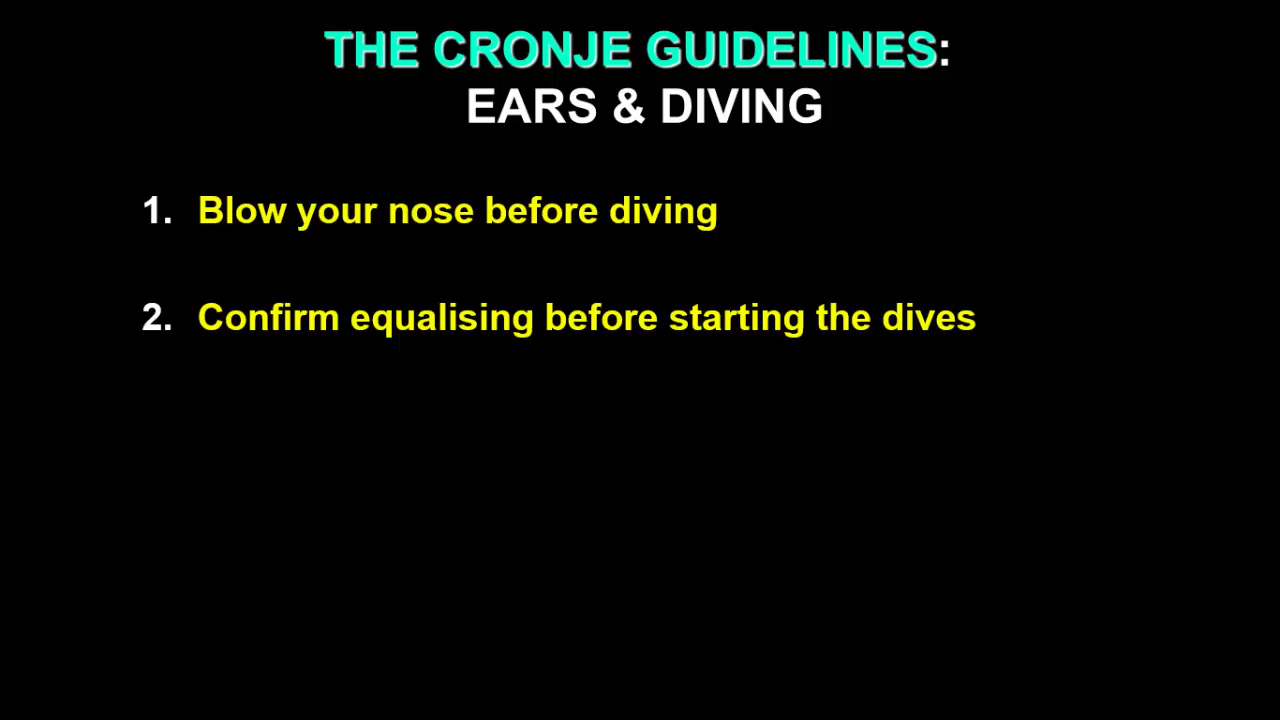 THE CRONJE GUIDELINES:
EARS & DIVING
1. Blow your nose before diving
2. Confirm equalising before starting the dives